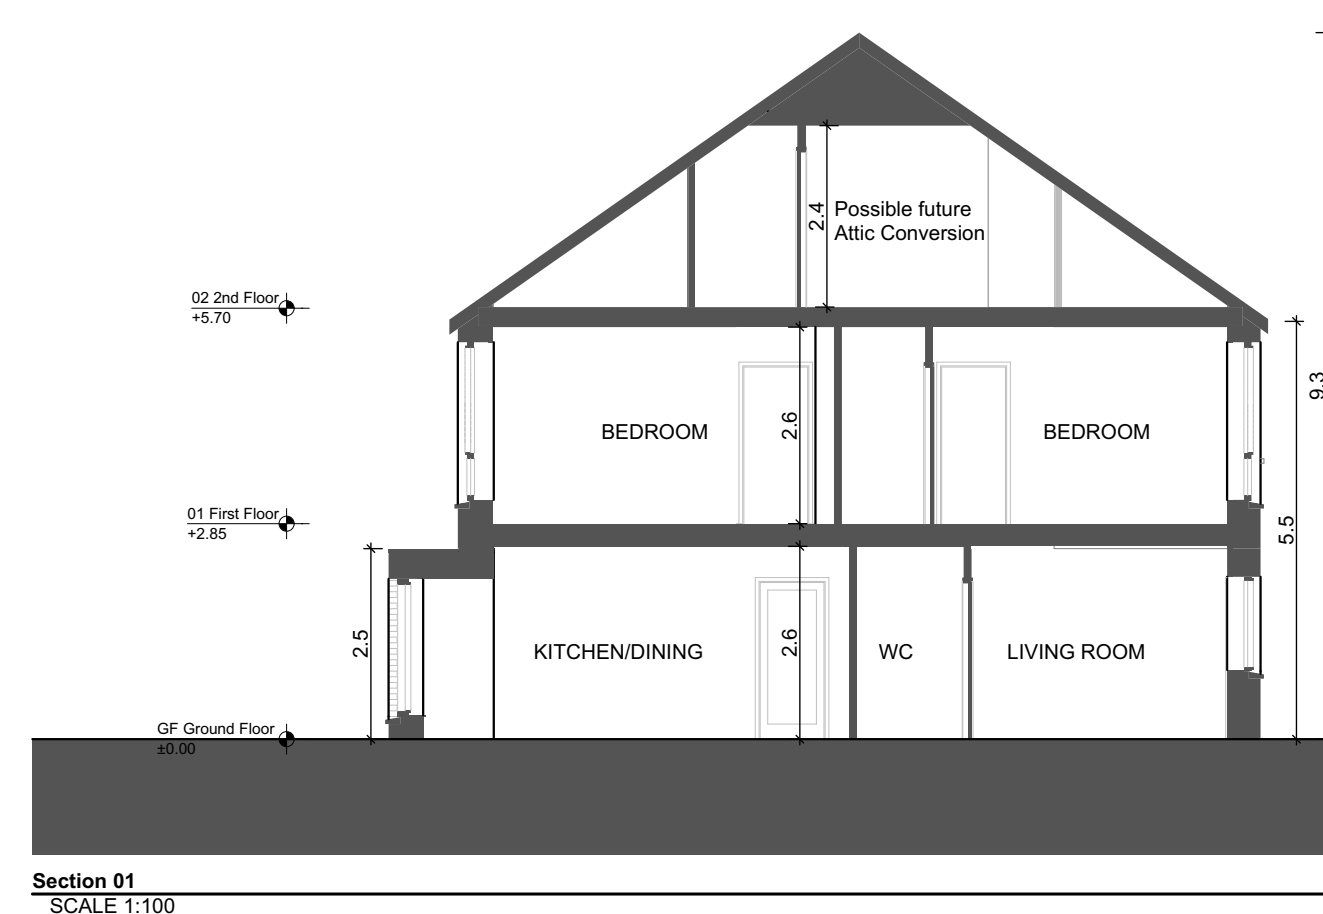 2.4
Possible future
Attic Conversion
02 2nd Floor
+5.70
9.3
2.6
BEDROOM
BEDROOM
01 First Floor
+2.85
5.5
2.5
2.6
KITCHEN/DINING
WC
LIVING ROOM
GF Ground Floor
±0.00
Section 01
SCALE 1:100